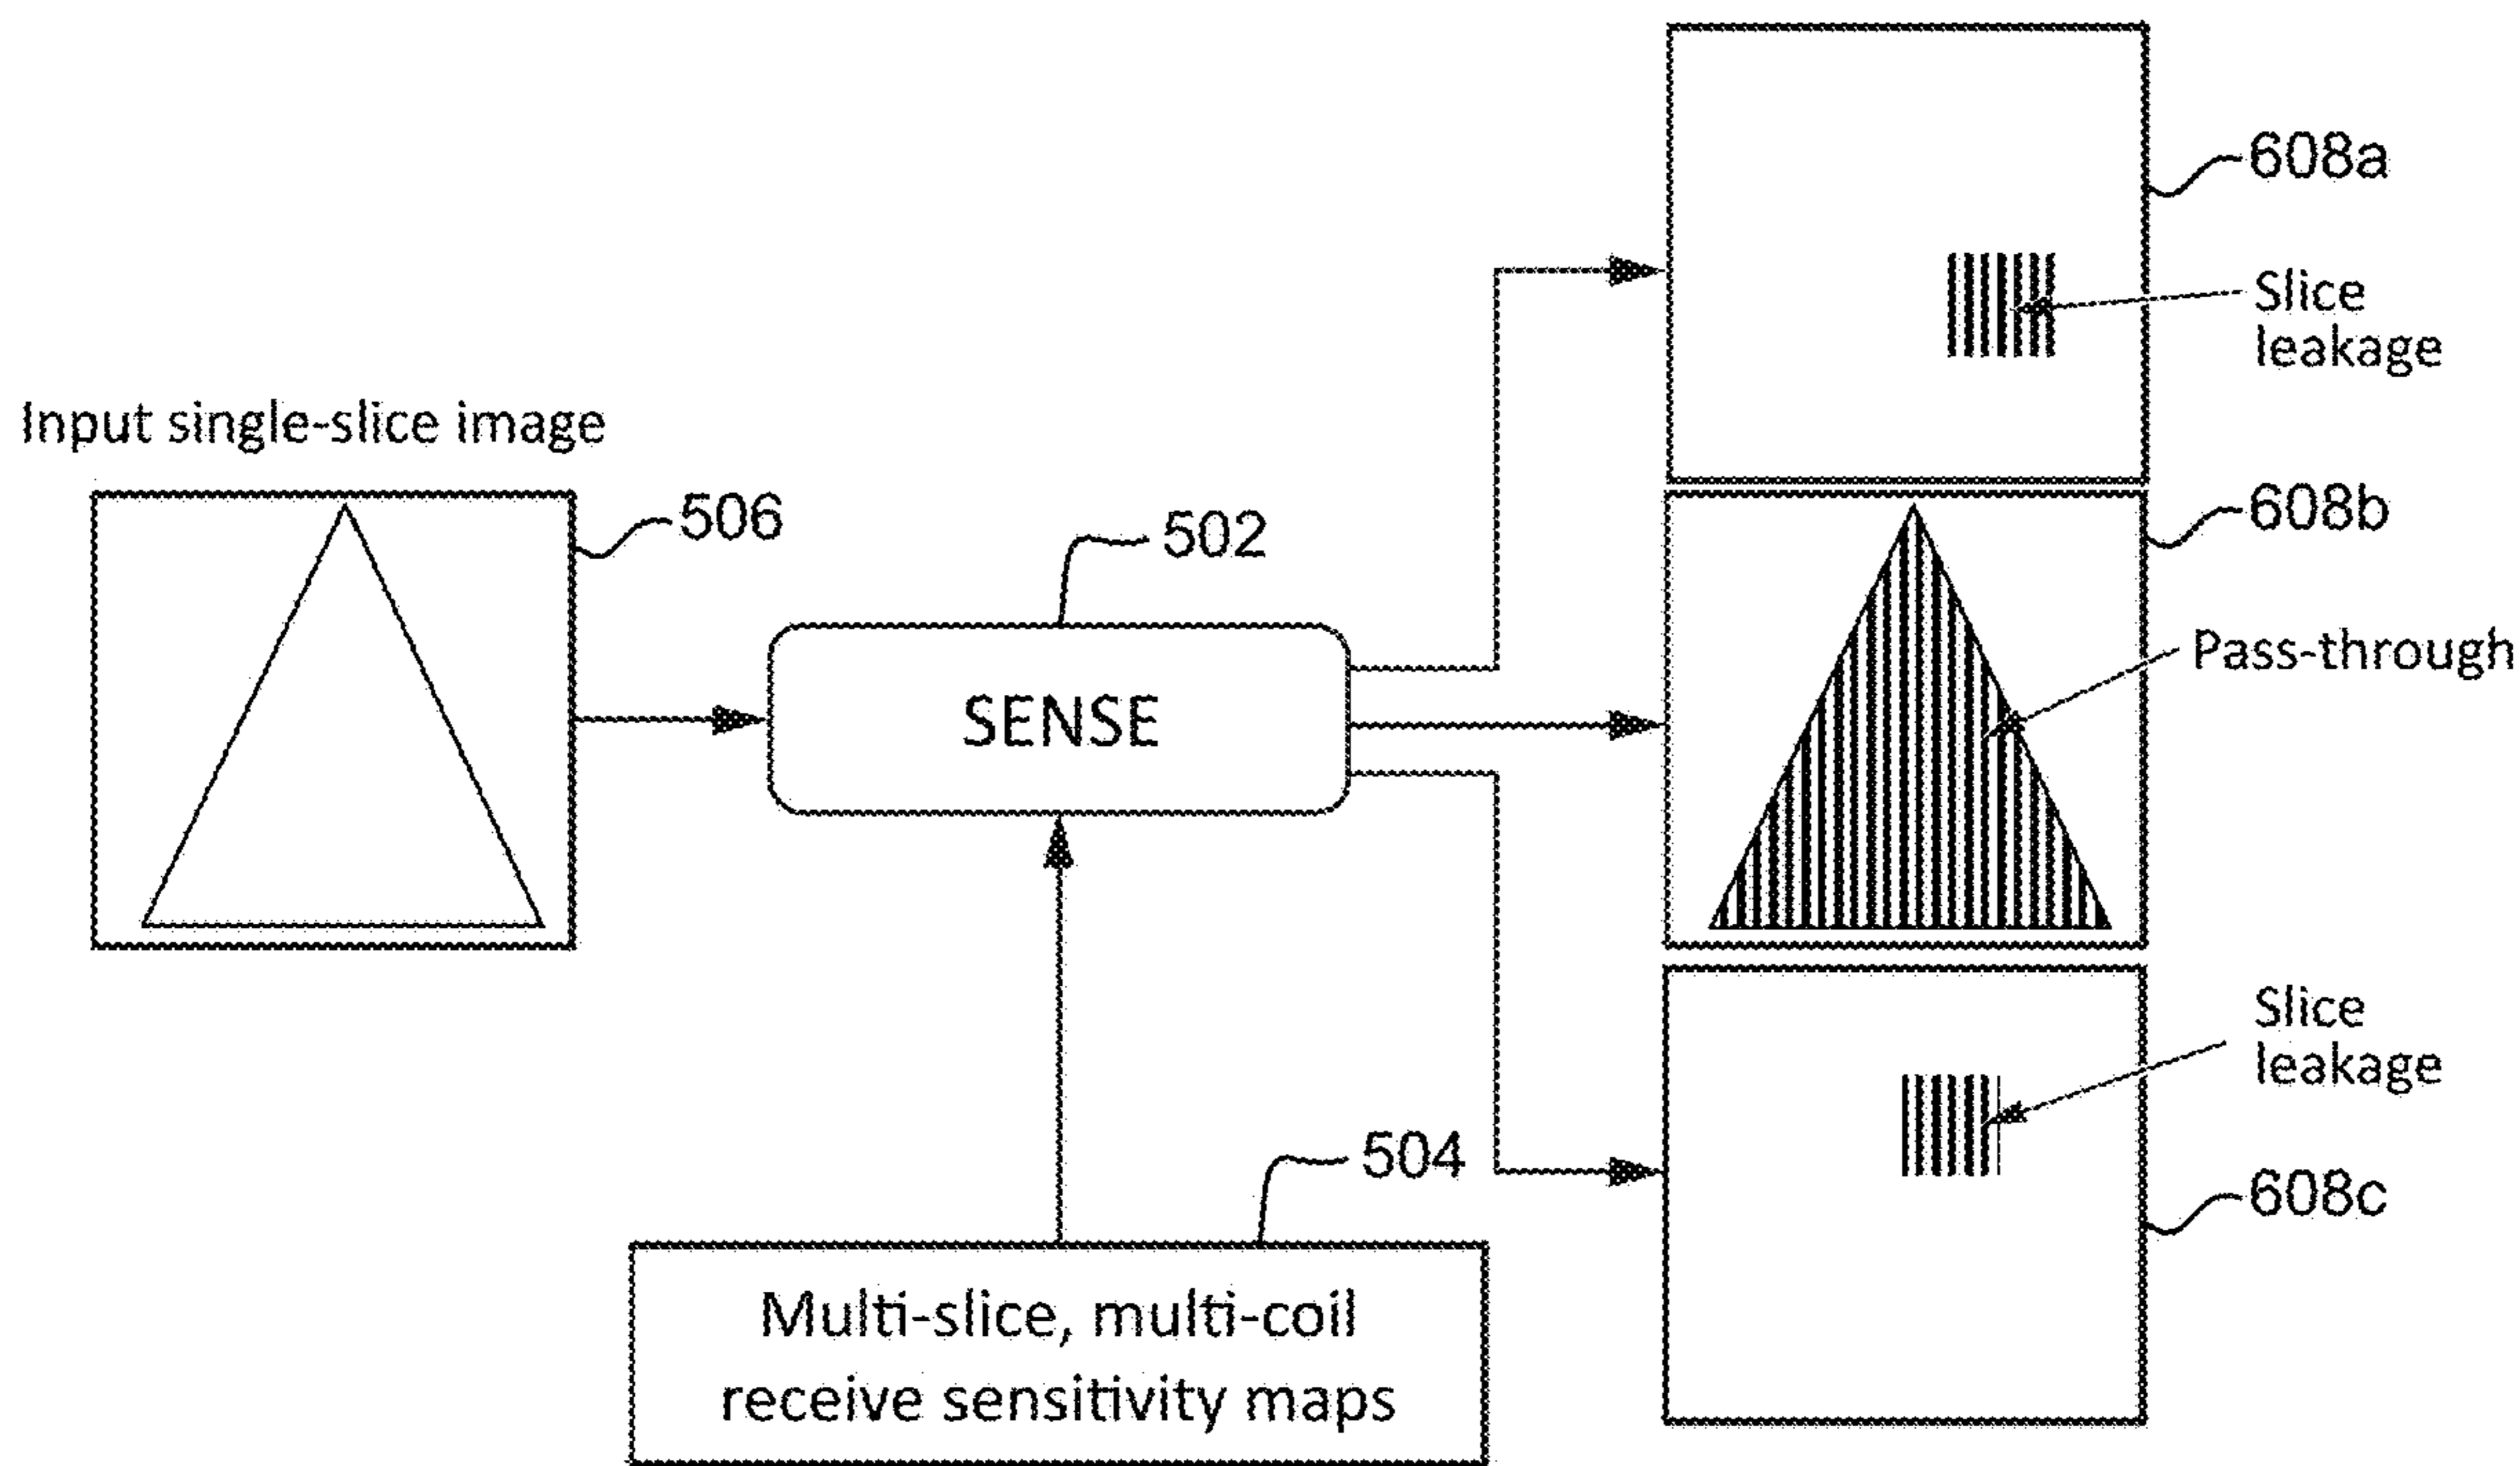 608a
Slice
leakage
Input single-slice image
506
502
608b
SENSE
Pass-through
Slice
leakage
504
608c
Multi-slice, multi-coil
receive sensitivity maps